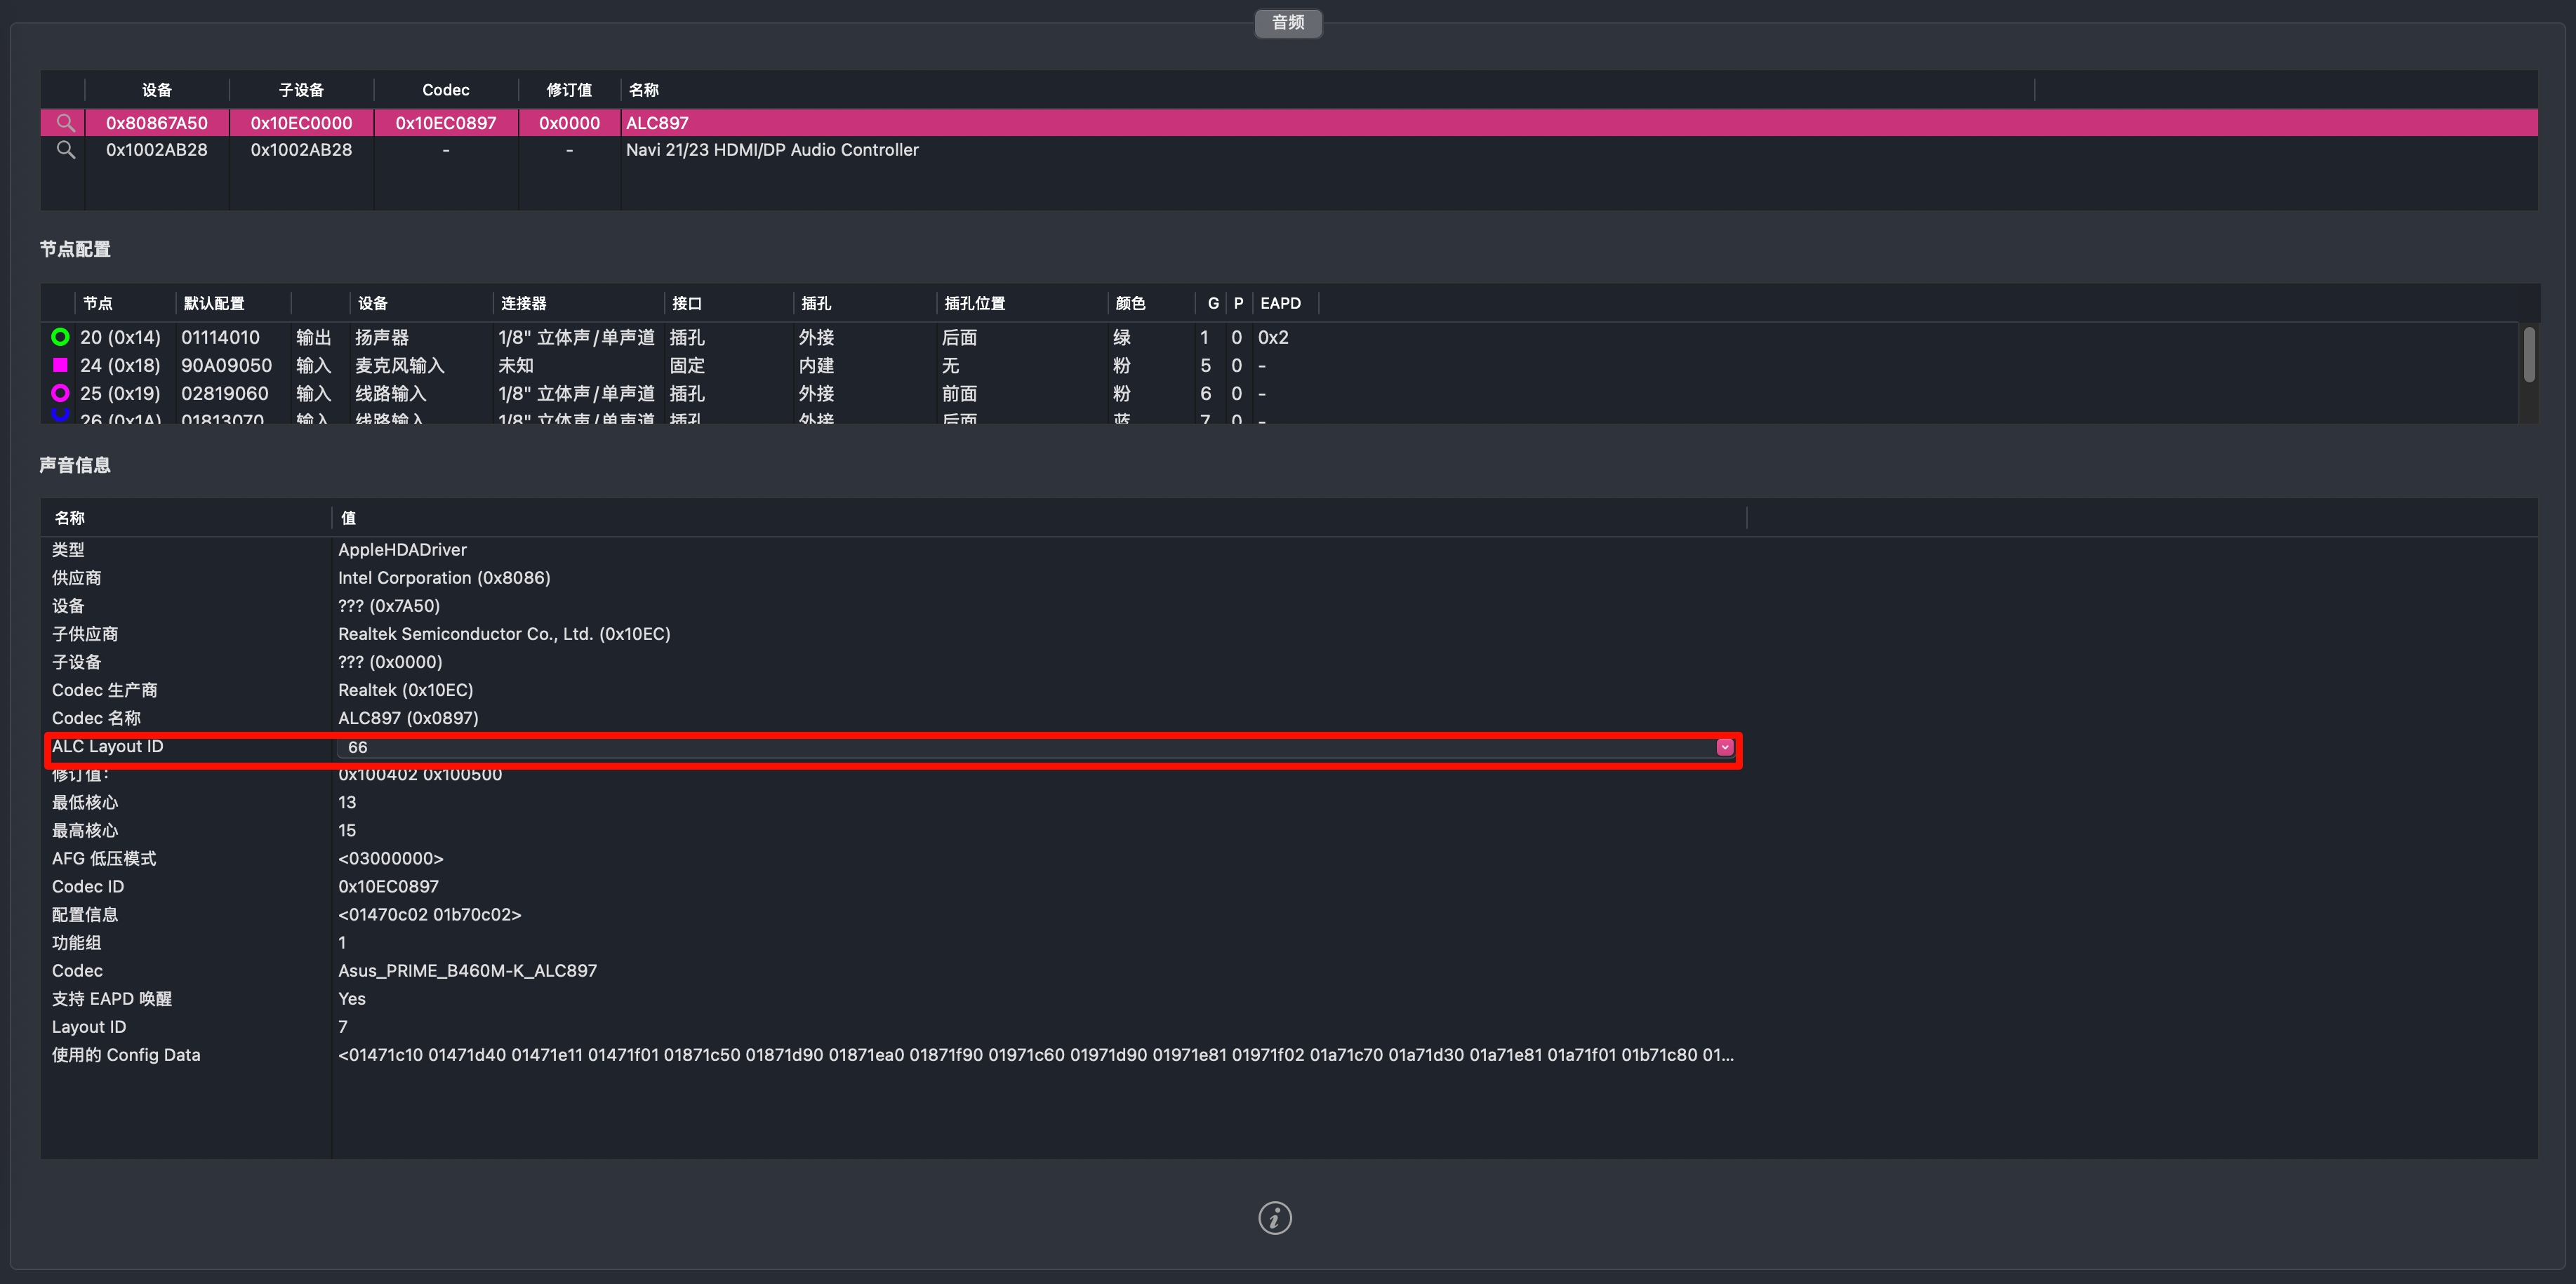 音频
设备 子设备 Codec 修订值 名称
0x80867A50 0x10EC0000 0x10EC0897 0x0000 ALC897
0x1002AB28 0x1002AB28 - - Navi 21/23 HDMI/DP Audio Controller
节点配置
节点 默认配置 设备 连接器 接口 插孔 插孔位置 颜色 G P EAPD
20 (0x14) 01114010 输出 扬声器 1/8" 立体声/单声道 插孔 外接 后面 绿 1 0 0x2
24 (0x18) 90A09050 输入 麦克风输入 未知 固定 内建 无 粉 5 0 -
25 (0x19) 02819060 输入 线路输入 1/8" 立体声/单声道 插孔 外接 前面 粉 6 0 -
26 (0x1A) 01813070 输入 线路输入 1/8" 立体声/单声道 插孔 外接 后面 蓝 7 0 -
声音信息
名称 值
类型 AppleHDADriver
供应商 Intel Corporation (0x8086)
设备 ??? (0x7A50)
子供应商 Realtek Semiconductor Co., Ltd. (0x10EC)
子设备 ??? (0x0000)
Codec 生产商 Realtek (0x10EC)
Codec 名称 ALC897 (0x0897)
ALC Layout ID 66
修订值: 0x100402 0x100500
最低核心 13
最高核心 15
AFG 低压模式 <03000000>
Codec ID 0x10EC0897
配置信息 <01470c02 01b70c02>
功能组 1
Codec Asus_PRIME_B460M-K_ALC897
支持 EAPD 唤醒 Yes
Layout ID 7
使用的 Config Data <01471c10 01471d40 01471e11 01471f01 01871c50 01871d90 01871ea0 01871f90 01971c60 01971d90 01971e81 01971f02 01a71c70 01a71d30 01a71e81 01a71f01 01b71c80 01...